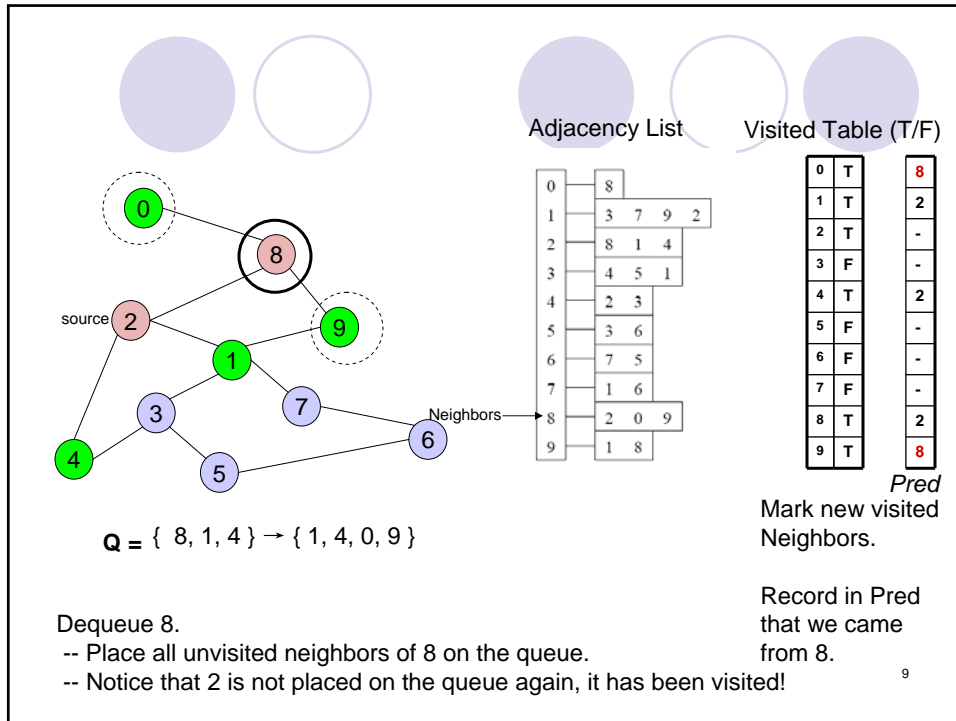 Adjacency List
Visited Table (T/F)
0
8
source 2
9
1
3
7
6
4
5
Neighbors
0 8
1 3 7 9 2
2 8 1 4
3 4 5 1
4 2 3
5 3 6
6 7 5
7 1 6
8 2 0 9
9 1 8
0 T 8
1 T 2
2 T -
3 F -
4 T 2
5 F -
6 F -
7 F -
8 T 2
9 T 8
Pred
Q = { 8, 1, 4 } → { 1, 4, 0, 9 }
Mark new visited
Neighbors.
Record in Pred
that we came
from 8.
Dequeue 8.
-- Place all unvisited neighbors of 8 on the queue.
-- Notice that 2 is not placed on the queue again, it has been visited!
9